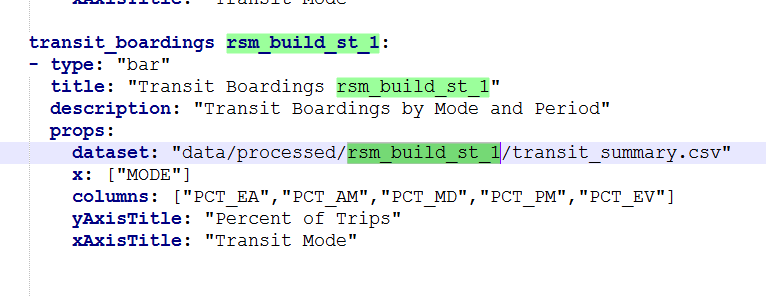 xAxisTitle: "Transit Mode"
transit_boardings rsm_build_st_1:
- type: "bar"
title: "Transit Boardings rsm_build_st_1"
description: "Transit Boardings by Mode and Period"
props:
dataset: "data/processed/rsm_build_st_1/transit_summary.csv"
x: ["MODE"]
columns: ["PCT_EA","PCT_AM","PCT_MD","PCT_PM","PCT_EV"]
yAxisTitle: "Percent of Trips"
xAxisTitle: "Transit Mode"